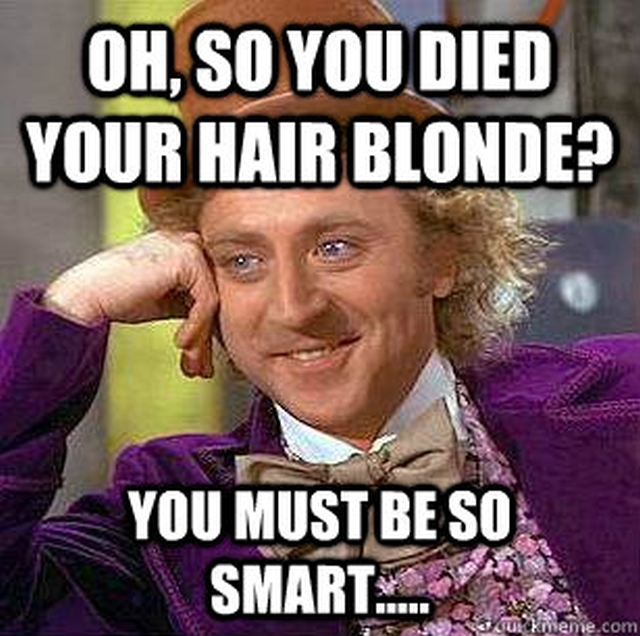 OH, SO YOU DIED
YOUR HAIR BLONDE?
YOU MUST BE SO
SMART.....
quickmeme.com